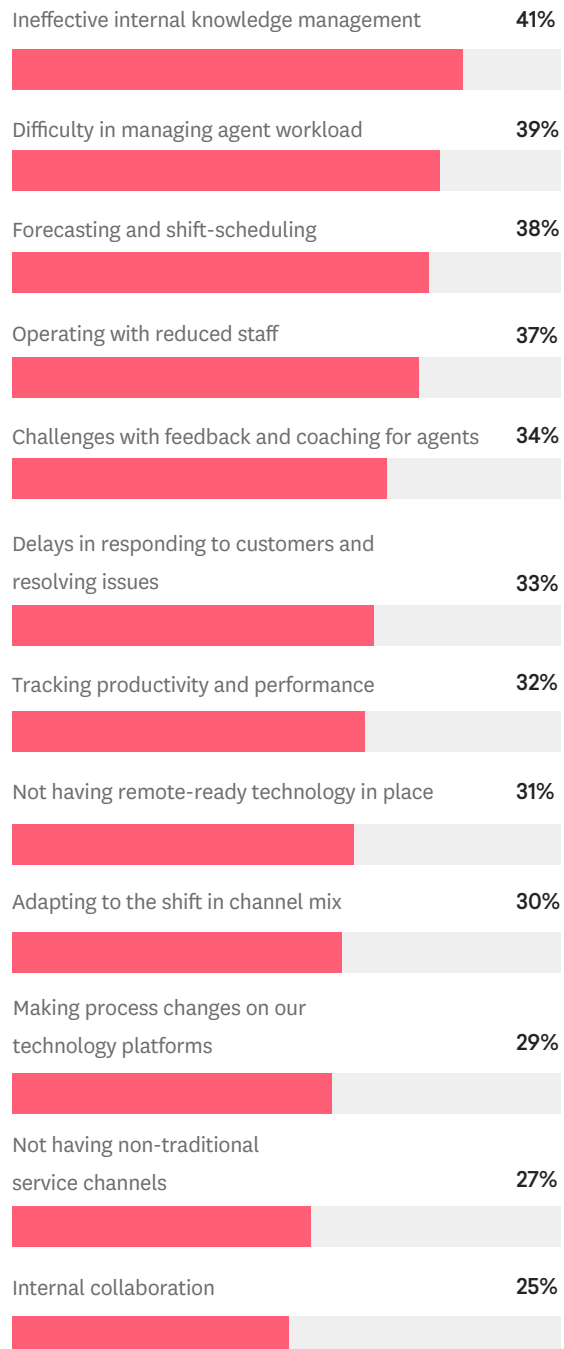 Ineffective internal knowledge management 41%
Difficulty in managing agent workload 39%
Forecasting and shift-scheduling 38%
Operating with reduced staff 37%
Challenges with feedback and coaching for agents 34%
Delays in responding to customers and
resolving issues 33%
Tracking productivity and performance 32%
Not having remote-ready technology in place 31%
Adapting to the shift in channel mix 30%
Making process changes on our
technology platforms 29%
Not having non-traditional
service channels 27%
Internal collaboration 25%